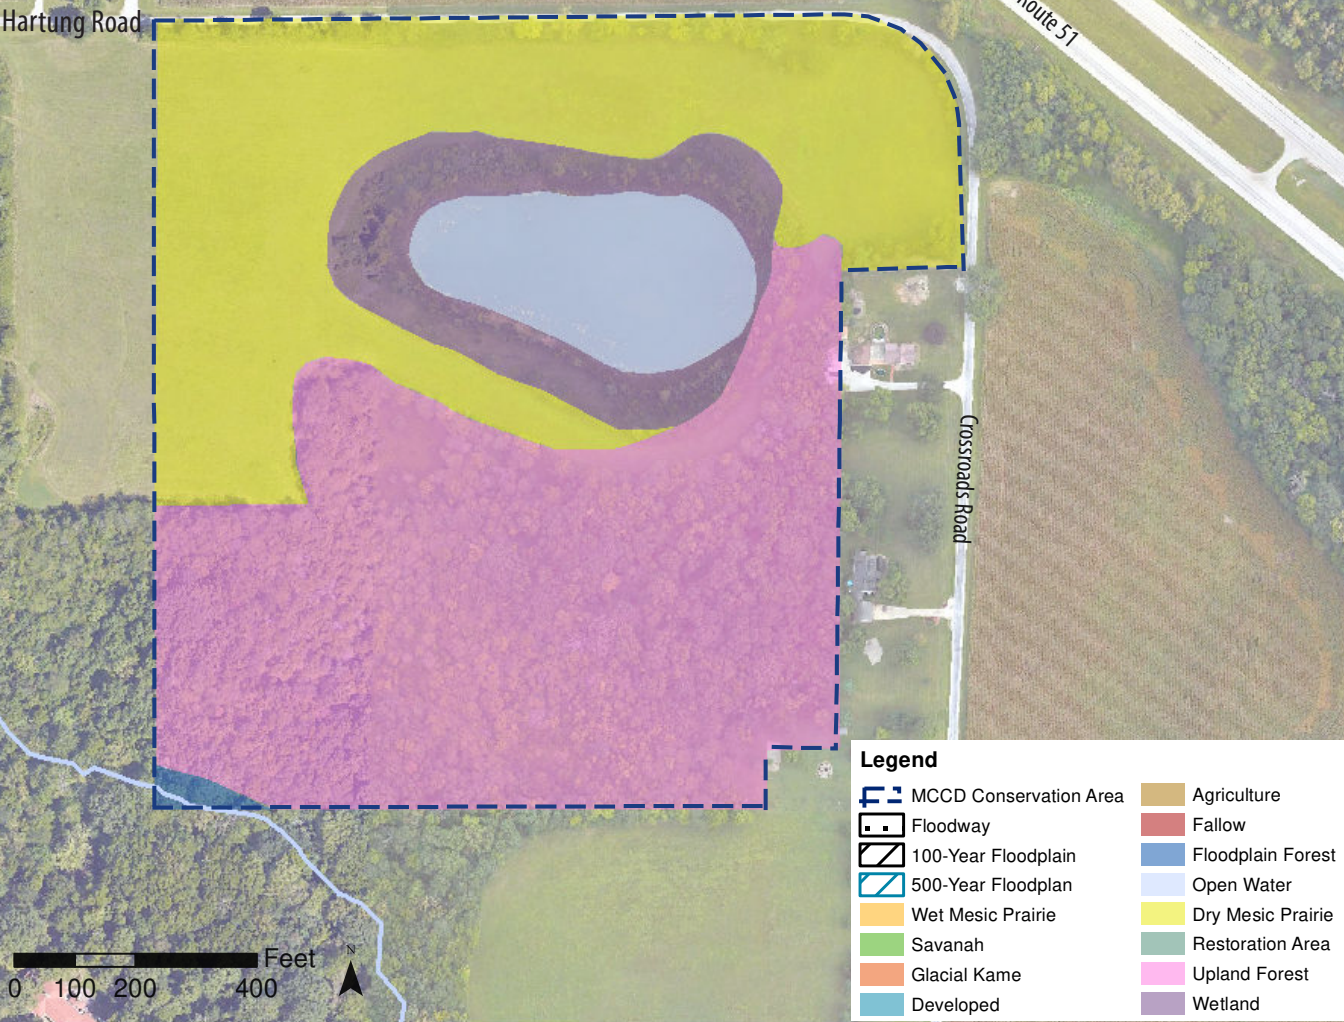 Hartung Road
Route 51
Crossroads Road
Legend
MCCD Conservation Area
Floodway
100-Year Floodplain
500-Year Floodplan
Wet Mesic Prairie
Savanah
Glacial Kame
Developed
Agriculture
Fallow
Floodplain Forest
Open Water
Dry Mesic Prairie
Restoration Area
Upland Forest
Wetland
N
Feet
0 100 200 400